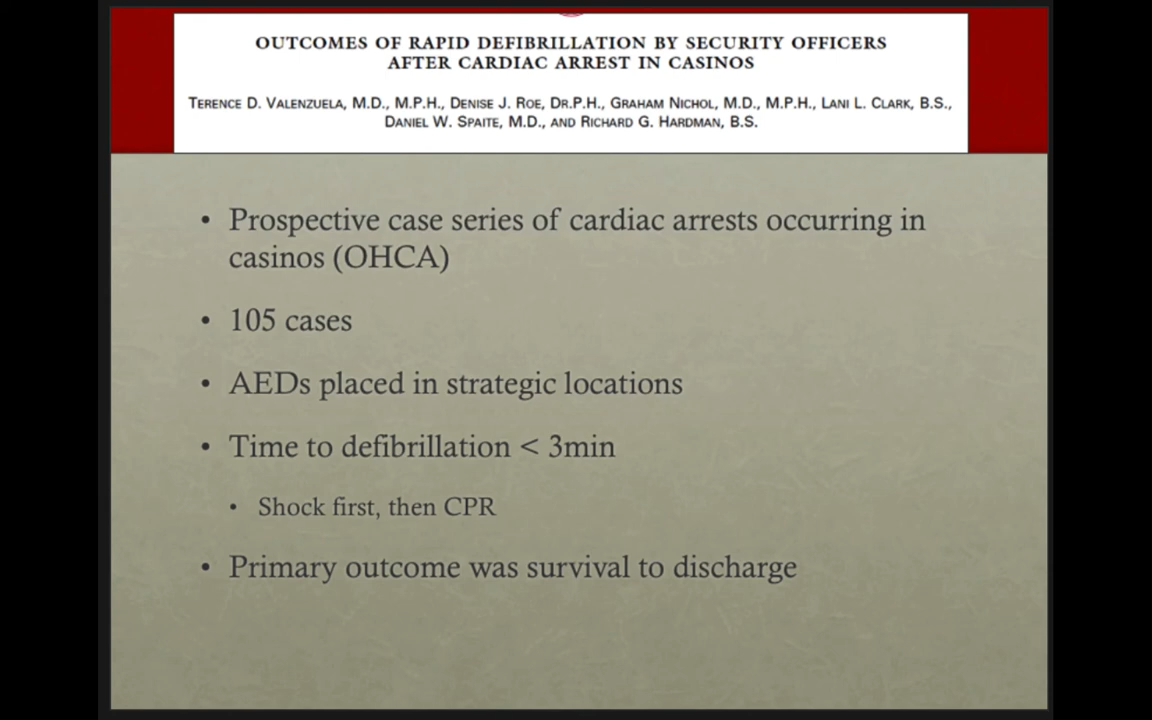 OUTCOMES OF RAPID DEFIBRILLATION BY SECURITY OFFICERS
AFTER CARDIAC ARREST IN CASINOS
TERENCE D. VALENZUELA, M.D., M.P.H., DENISE J. ROE, DR.P.H., GRAHAM NICHOL, M.D., M.P.H., LANI L. CLARK, B.S.,
DANIEL W. SPAITE, M.D., AND RICHARD G. HARDMAN, B.S.
• Prospective case series of cardiac arrests occurring in
casinos (OHCA)
• 105 cases
• AEDs placed in strategic locations
• Time to defibrillation < 3min
• Shock first, then CPR
• Primary outcome was survival to discharge